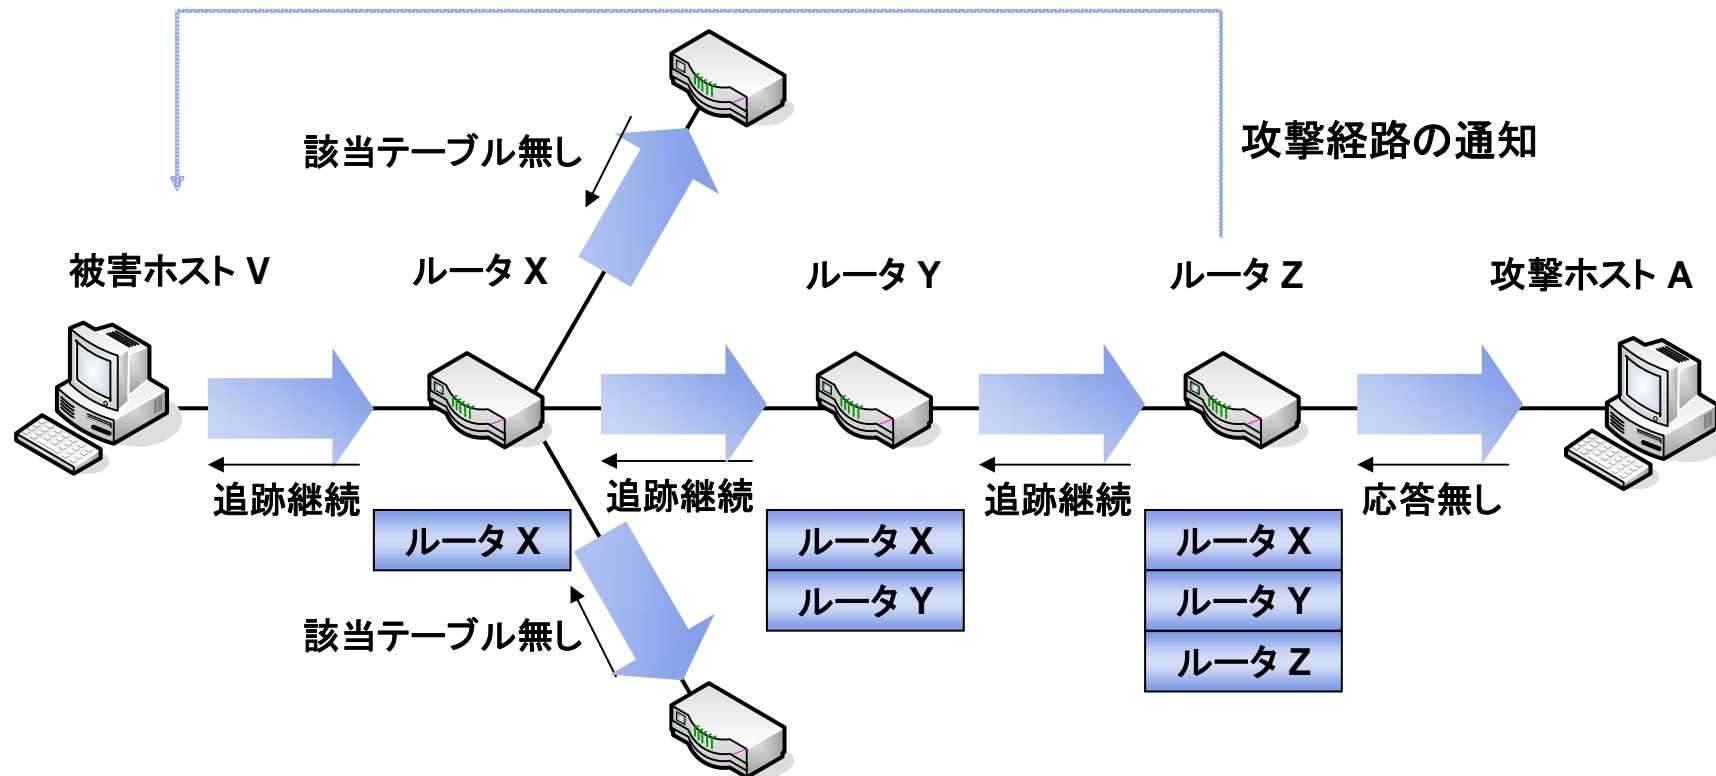 該当テーブル無し
攻撃経路の通知
被害ホスト V
ルータ X
ルータ Y
ルータ Z
攻撃ホスト A
追跡継続
追跡継続
追跡継続
応答無し
ルータ X
ルータ X
ルータ Y
ルータ X
ルータ Y
ルータ Z
該当テーブル無し